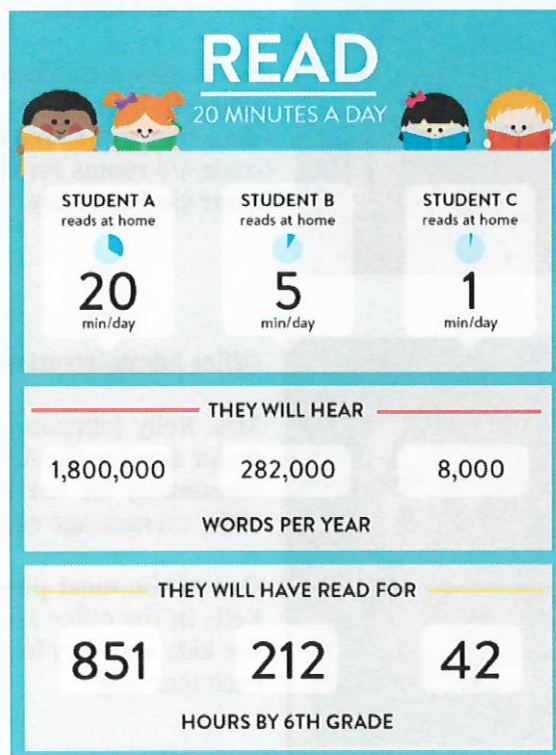 READ
20 MINUTES A DAY
STUDENT A
reads at home
20
min/day
STUDENT B
reads at home
5
min/day
STUDENT C
reads at home
1
min/day
THEY WILL HEAR
1,800,000 282,000 8,000
WORDS PER YEAR
THEY WILL HAVE READ FOR
851 212 42
HOURS BY 6TH GRADE